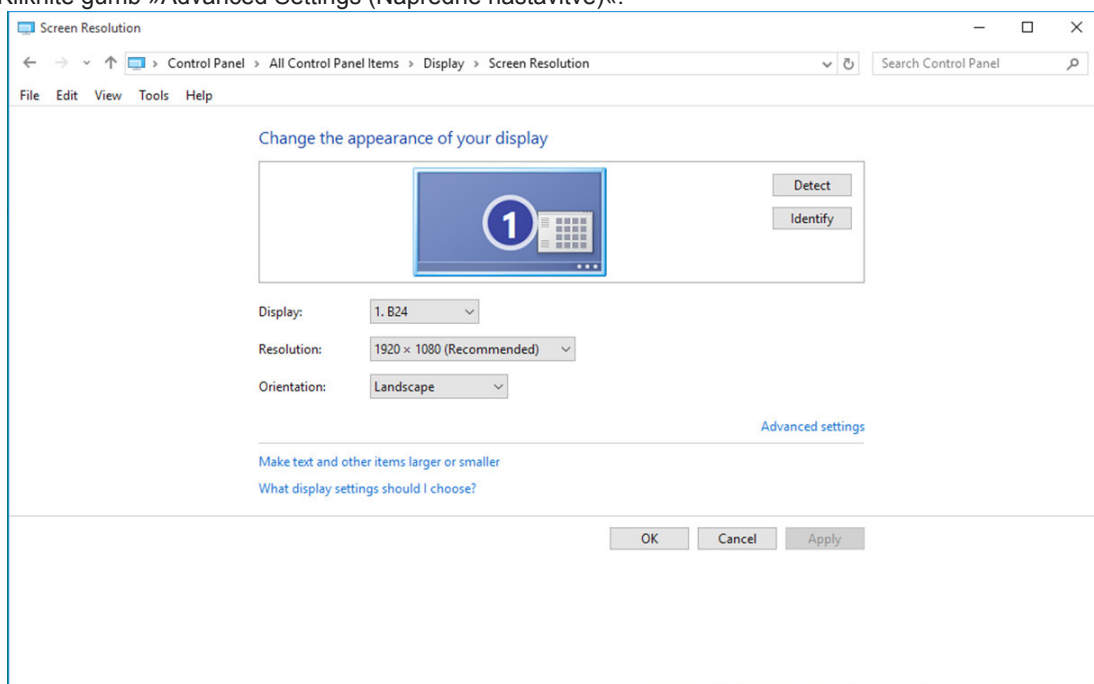 Kliknite gumb »Advanced Settings (Napredne nastavitve)«.
Screen Resolution
Control Panel > All Control Panel Items > Display > Screen Resolution
Search Control Panel
File Edit View Tools Help
Change the appearance of your display
1
Detect
Identify
Display: 1. B24
Resolution: 1920 × 1080 (Recommended)
Orientation: Landscape
Advanced settings
Make text and other items larger or smaller
What display settings should I choose?
OK Cancel Apply